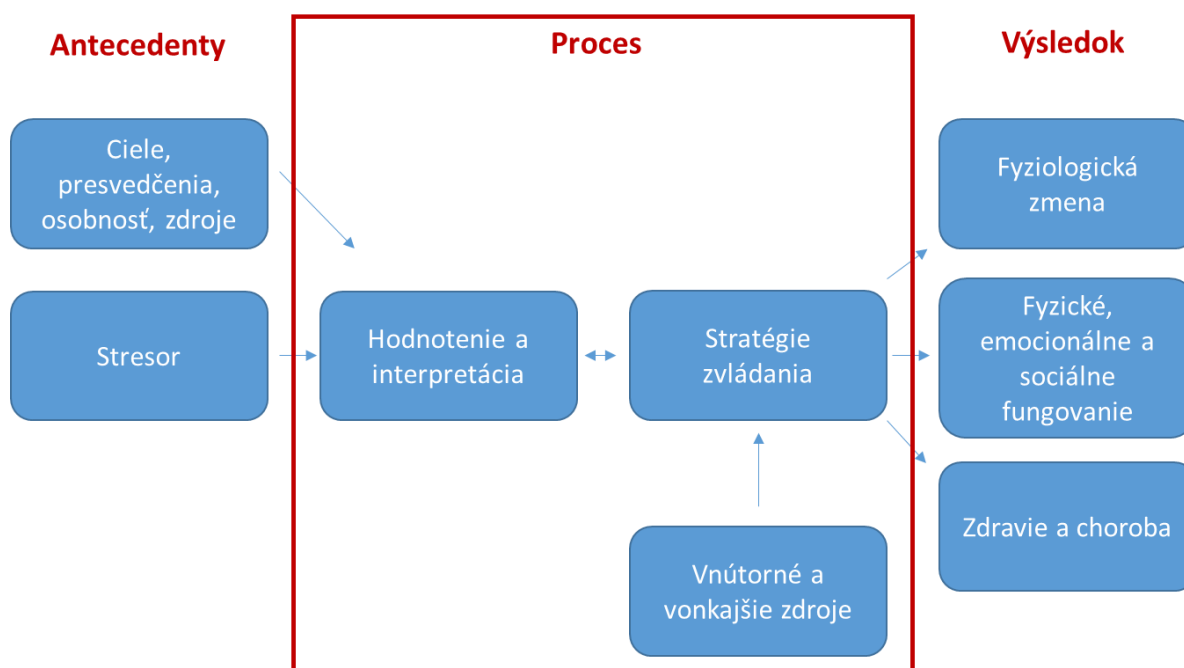 Antecedenty
Proces
Výsledok
Ciele,
presvedčenia,
osobnosť, zdroje
Stresor
Hodnotenie a
interpretácia
Stratégie
zvládania
Vnútorné a
vonkajšie zdroje
Fyziologická
zmena
Fyzické,
emocionálne a
sociálne
fungovanie
Zdravie a choroba